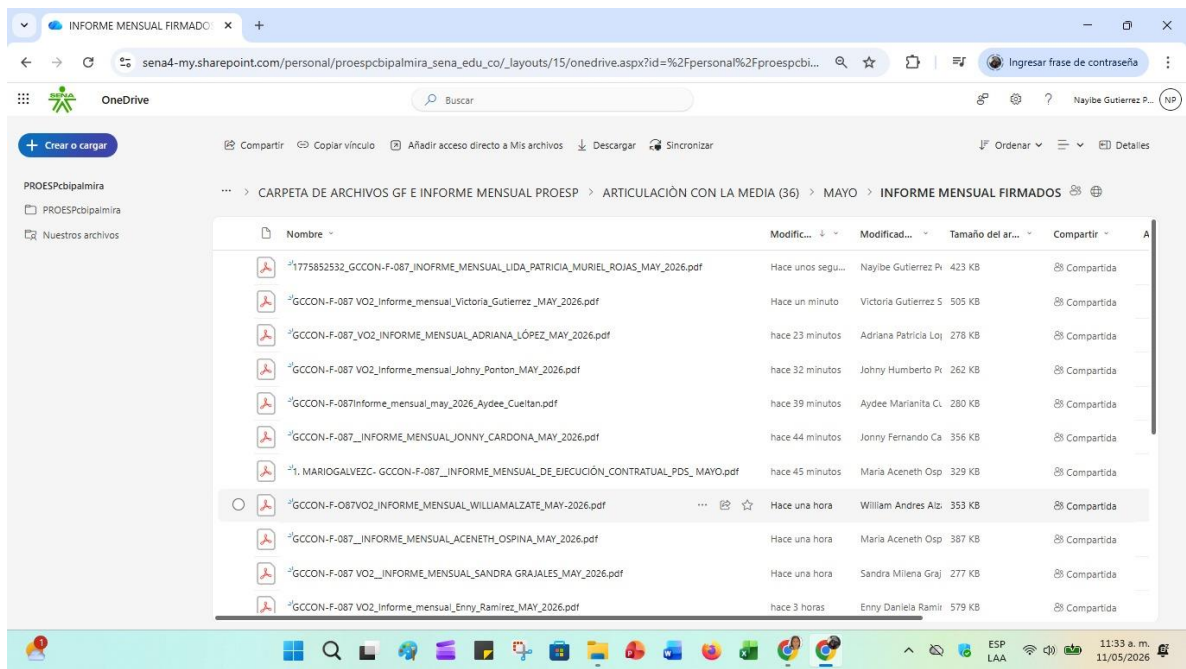 INFORME MENSUAL FIRMADO
sena4-my.sharepoint.com/personal/proespcbipalmira_sena_edu_co/_layouts/15/onedrive.aspx?id=%2Fpersonal%2Fproespcbi... Ingresar frase de contraseña
SENA OneDrive Buscar Nayibe Gutierrez P... NP
Crear o cargar Compartir Copiar vínculo Añadir acceso directo a Mis archivos Descargar Sincronizar Ordenar Detalles
PROESPcbipalmira
... > CARPETA DE ARCHIVOS GF E INFORME MENSUAL PROESP > ARTICULACIÒN CON LA MEDIA (36) > MAYO > INFORME MENSUAL FIRMADOS
PROESPcbipalmira
Nuestros archivos
Nombre Modific... Modificad... Tamaño del ar... Compartir A
1775852532_GCCON-F-087_INOFRME_MENSUAL_LIDA_PATRICIA_MURIEL_ROJAS_MAY_2026.pdf Hace unos segu... Nayibe Gutierrez Pe 423 KB Compartida
GCCON-F-087 VO2_Informe_mensual_Victoria_Gutierrez _MAY_2026.pdf Hace un minuto Victoria Gutierrez S 505 KB Compartida
GCCON-F-087_VO2_INFORME_MENSUAL_ADRIANA_LÓPEZ_MAY_2026.pdf hace 23 minutos Adriana Patricia Lop 278 KB Compartida
GCCON-F-087 VO2_Informe_mensual_Johny_Ponton_MAY_2026.pdf hace 32 minutos Johny Humberto Po 262 KB Compartida
GCCON-F-087Informe_mensual_may_2026_Aydee_Cueltan.pdf hace 39 minutos Aydee Marianita Cu 280 KB Compartida
GCCON-F-087__INFORME_MENSUAL_JONNY_CARDONA_MAY_2026.pdf hace 44 minutos Jonny Fernando Ca 356 KB Compartida
1. MARIOGALVEZC- GCCON-F-087__INFORME_MENSUAL_DE_EJECUCIÓN_CONTRATUAL_PDS_ MAYO.pdf hace 45 minutos Maria Aceneth Osp 329 KB Compartida
GCCON-F-O87VO2_INFORME_MENSUAL_WILLIAMALZATE_MAY-2026.pdf ... Hace una hora William Andres Alz 353 KB Compartida
GCCON-F-087__INFORME_MENSUAL_ACENETH_OSPINA_MAY_2026.pdf Hace una hora Maria Aceneth Osp 387 KB Compartida
GCCON-F-087 VO2__INFORME_MENSUAL_SANDRA GRAJALES_MAY_2026.pdf Hace una hora Sandra Milena Graj 277 KB Compartida
GCCON-F-087 VO2_Informe_mensual_Enny_Ramirez_MAY_2026.pdf hace 3 horas Enny Daniela Ramir 579 KB Compartida
1 ESP 11:33 a. m.
LAA 11/05/2026